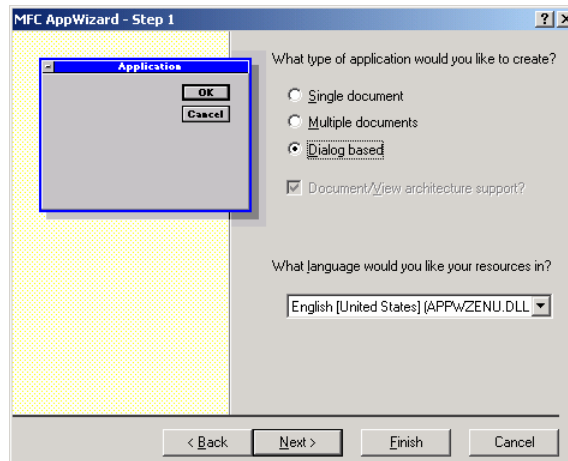 MFC AppWizard - Step 1
Application
OK
Cancel
What type of application would you like to create?
Single document
Multiple documents
Dialog based
Document/View architecture support?
What language would you like your resources in?
English [United States] (APPWZENU.DLL
< Back
Next >
Finish
Cancel